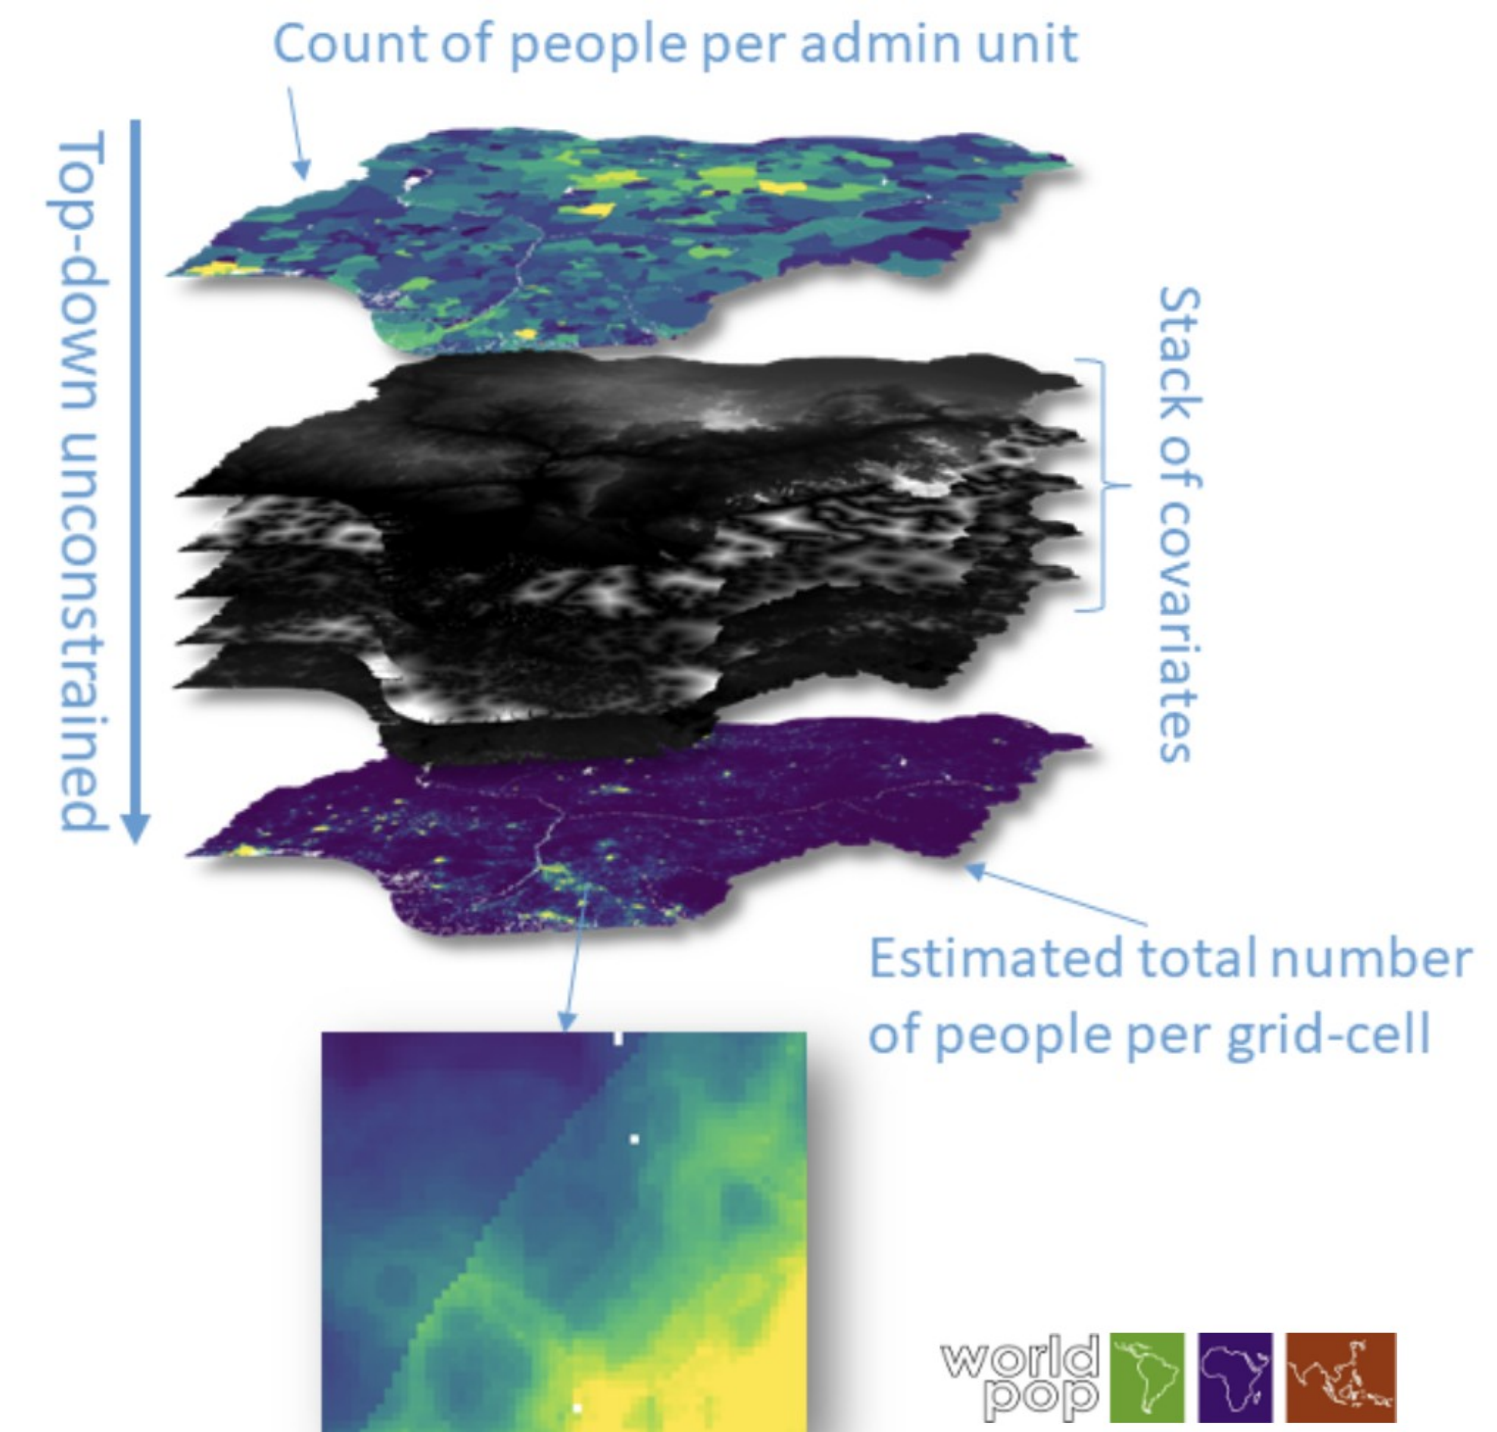 Count of people per admin unit
Top-down unconstrained
Stack of covariates
Estimated total number
of people per grid-cell
world
pop